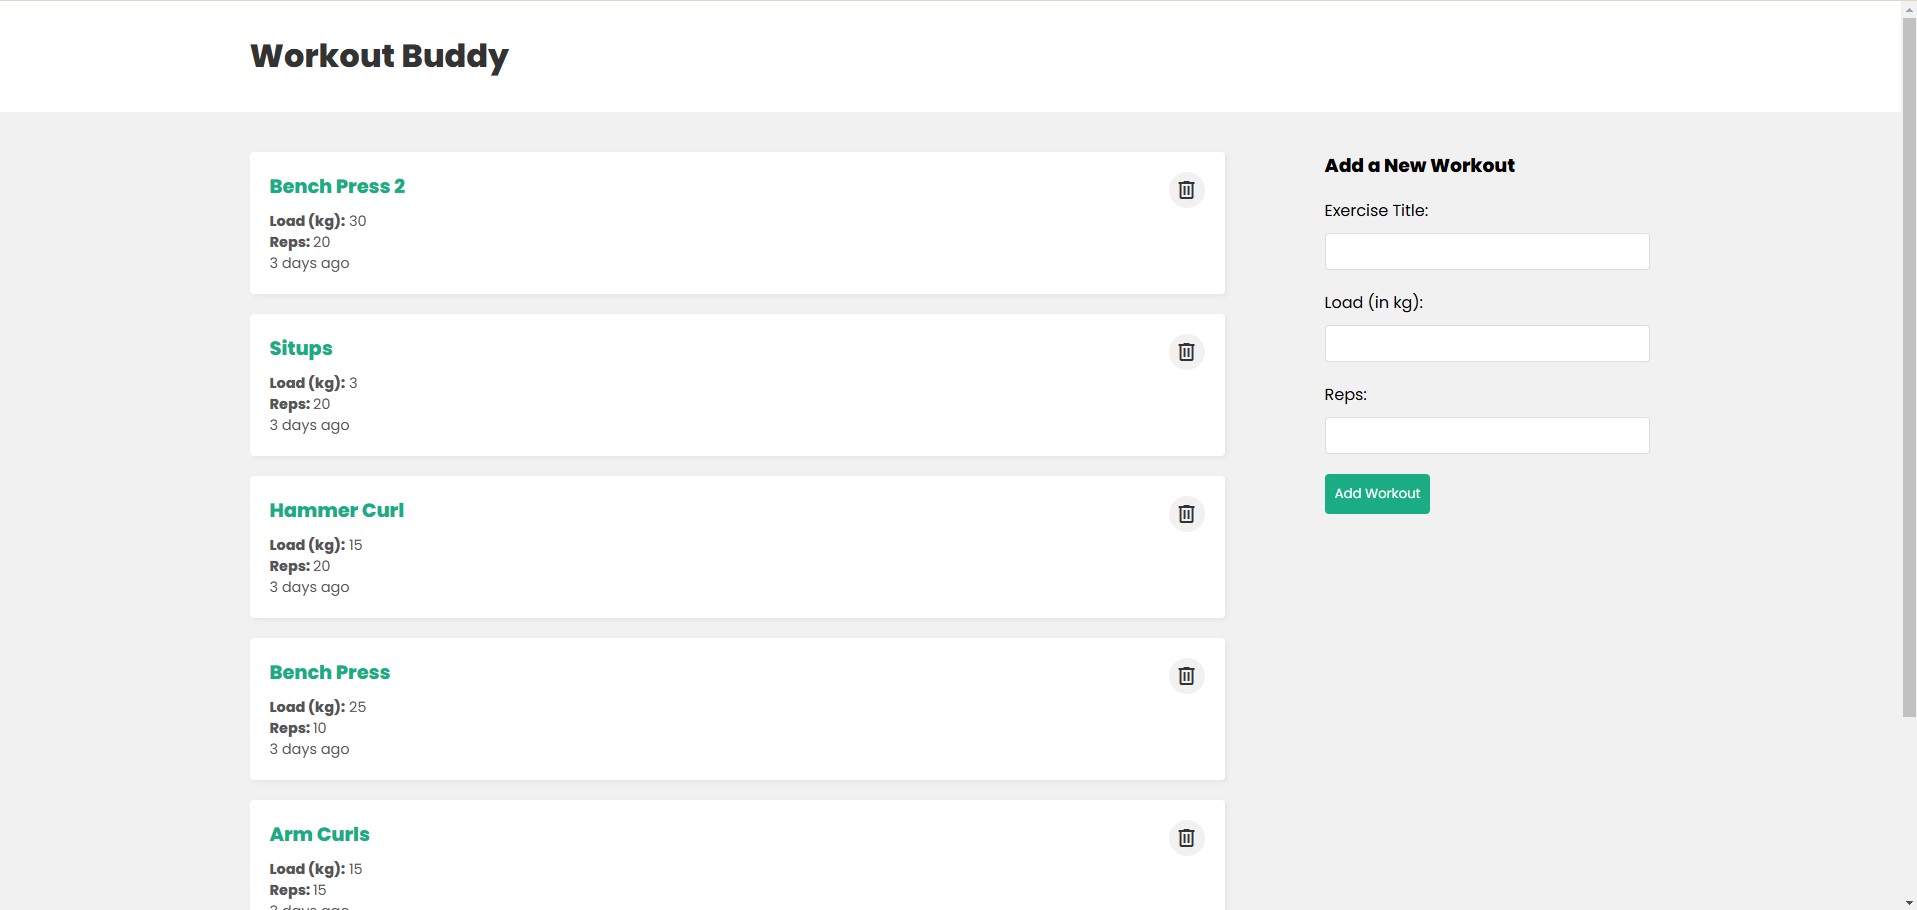 Workout Buddy
Bench Press 2
Load (kg): 30
Reps: 20
3 days ago
Situps
Load (kg): 3
Reps: 20
3 days ago
Hammer Curl
Load (kg): 15
Reps: 20
3 days ago
Bench Press
Load (kg): 25
Reps: 10
3 days ago
Arm Curls
Load (kg): 15
Reps: 15
3 days ago
Add a New Workout
Exercise Title:
Load (in kg):
Reps:
Add Workout